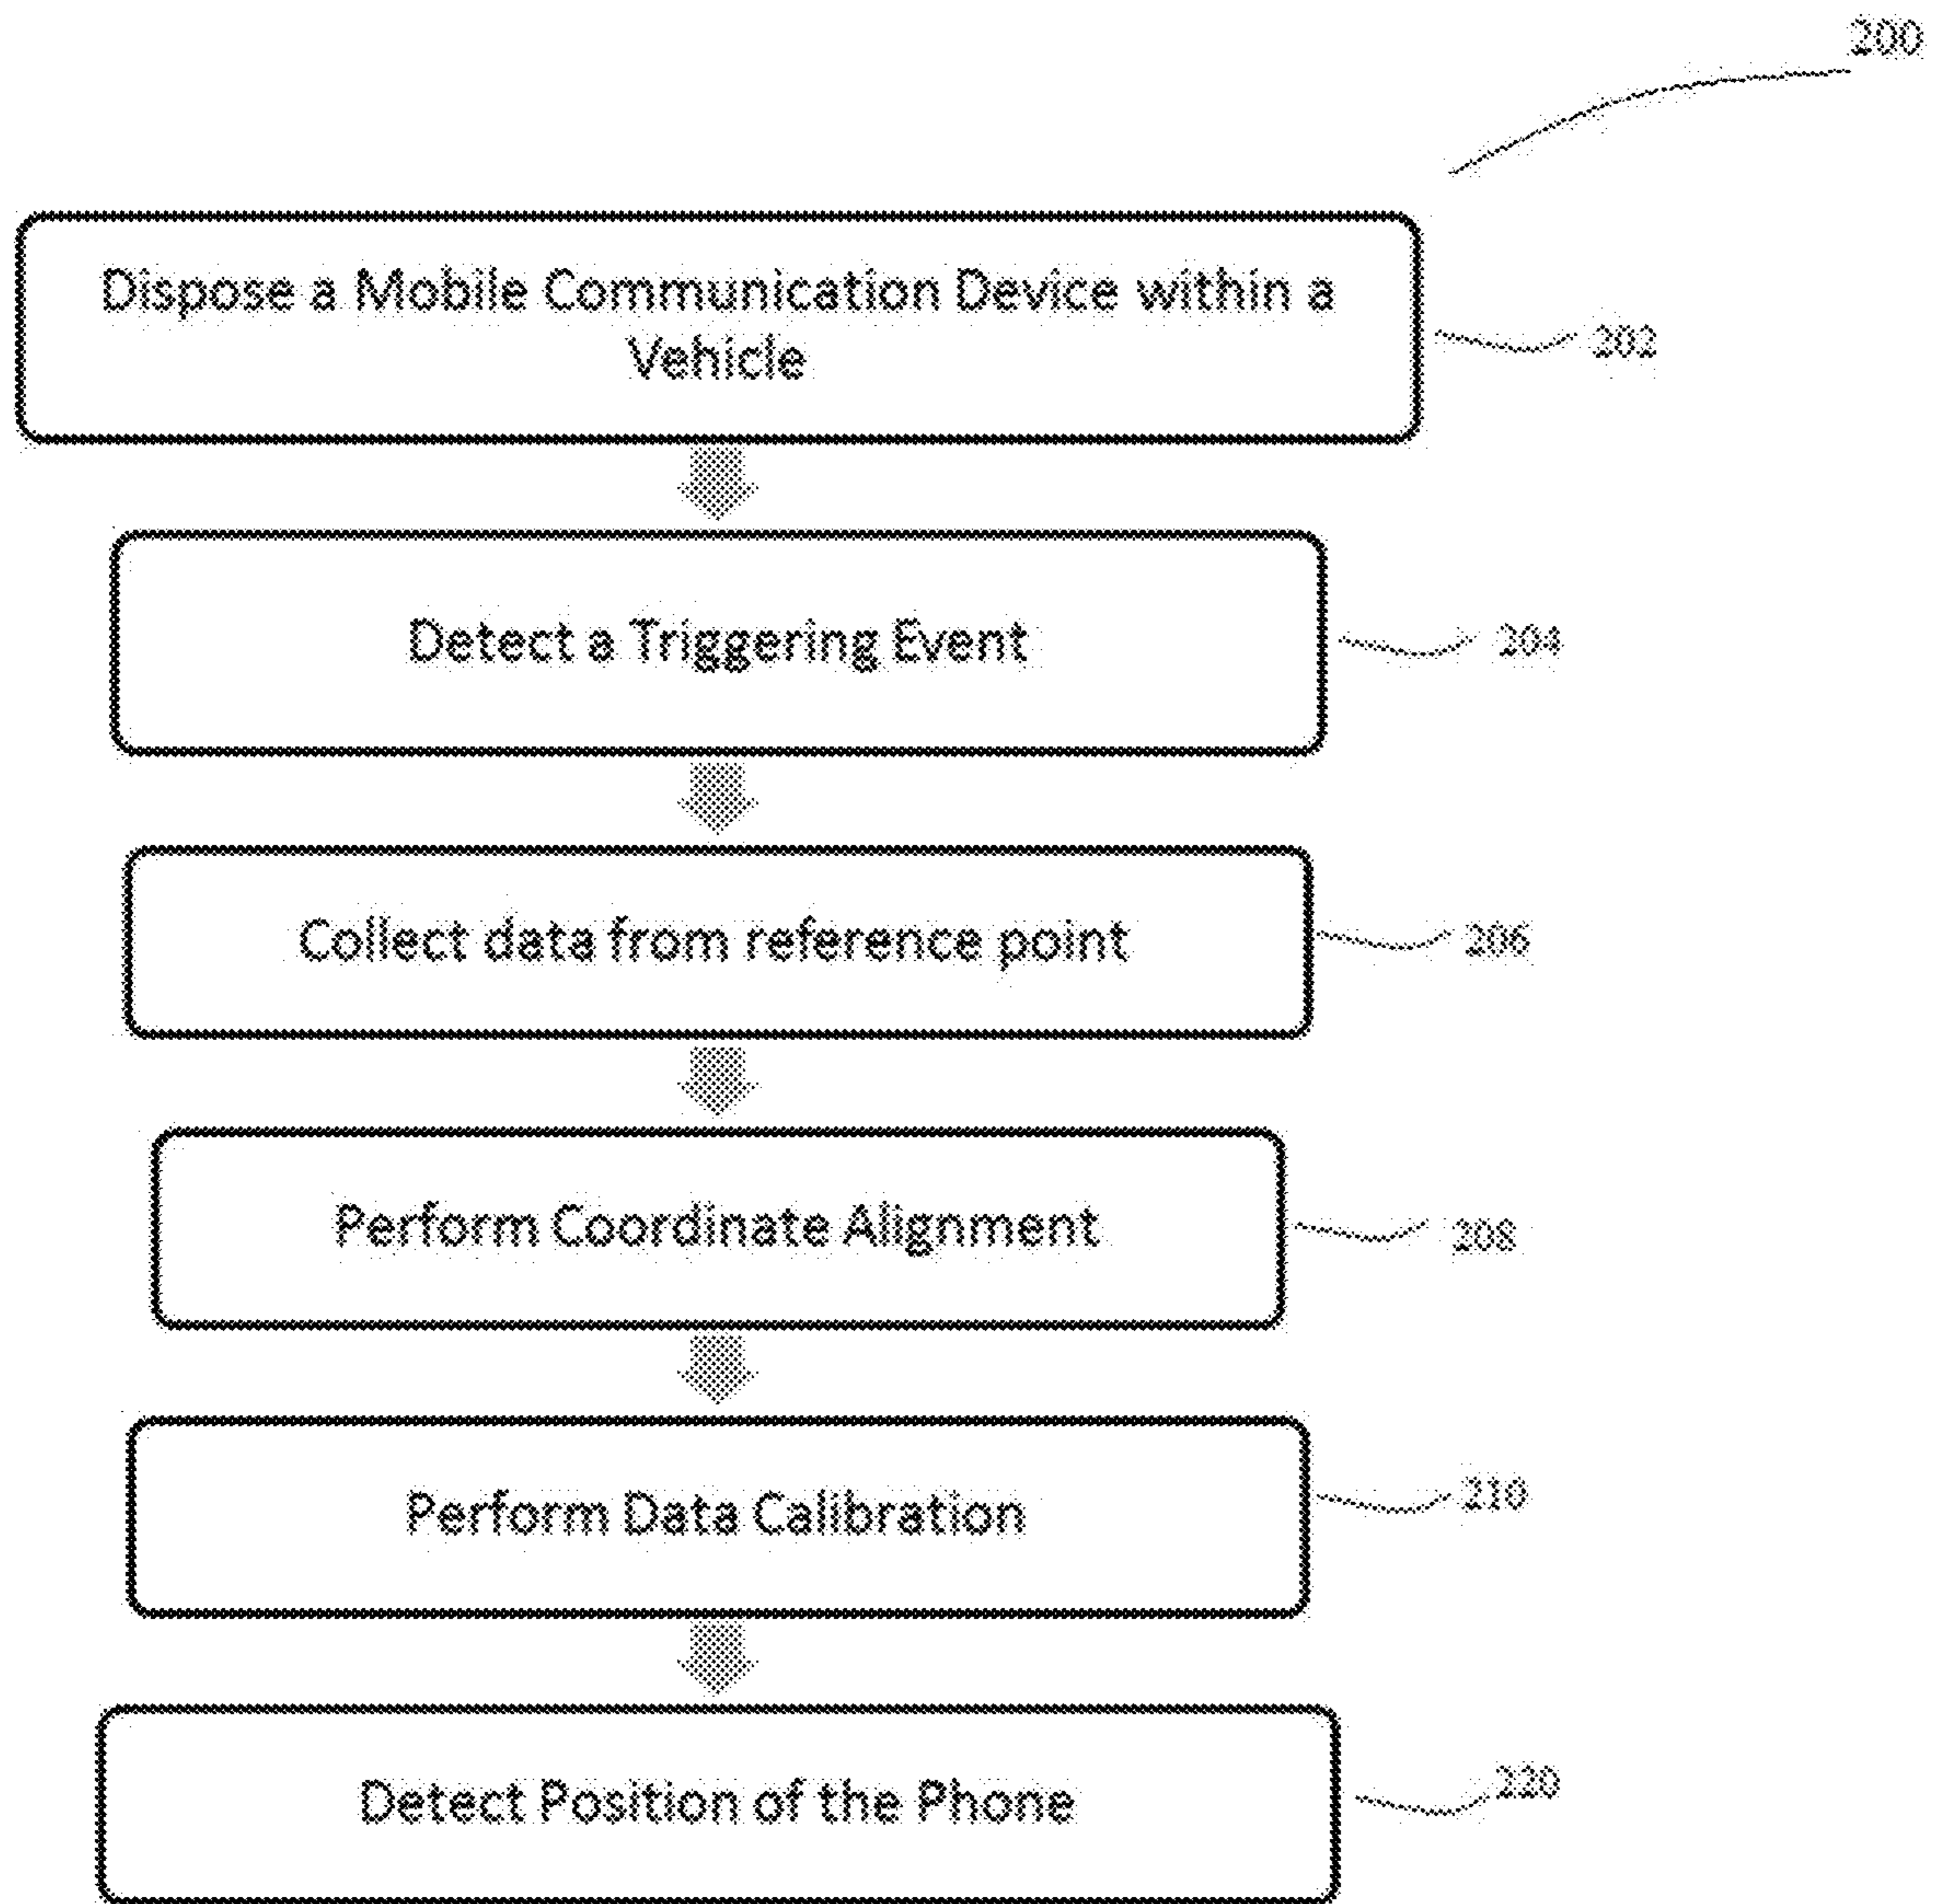 200
Dispose a Mobile Communication Device within a
Vehicle
202
Detect a Triggering Event
204
Collect data from reference point
206
Perform Coordinate Alignment
208
Perform Data Calibration
210
Detect Position of the Phone
220